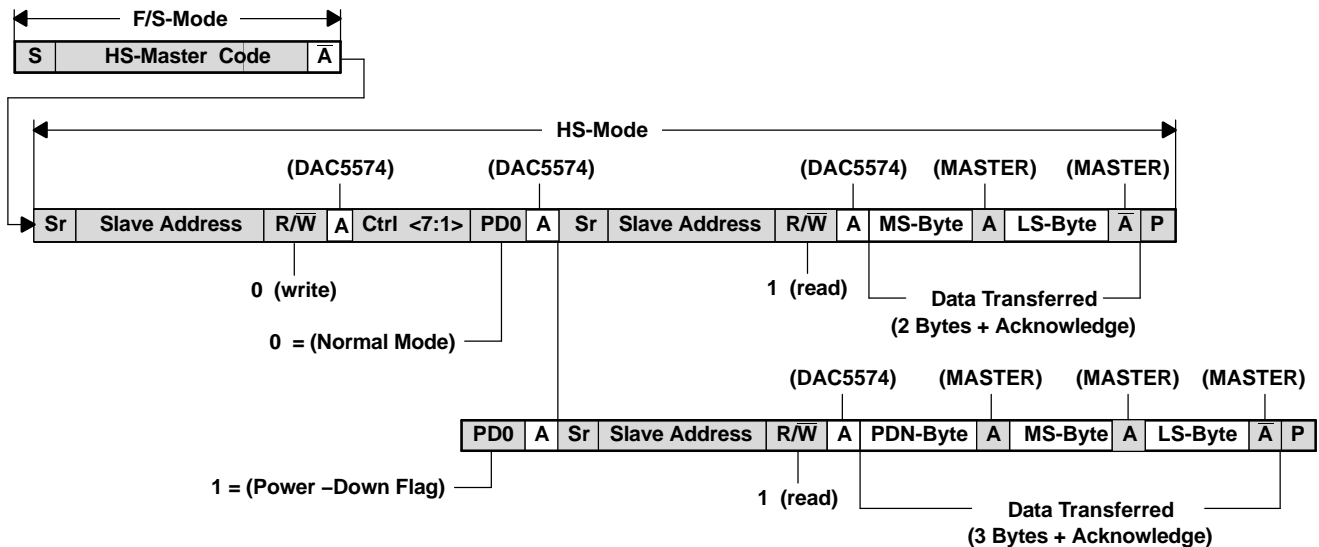 F/S-Mode
S HS-Master Code A̅
HS-Mode
(DAC5574) (DAC5574) (DAC5574) (MASTER) (MASTER)
Sr Slave Address R/W̅ A Ctrl <7:1> PD0 A Sr Slave Address R/W̅ A MS-Byte A LS-Byte A̅ P
0 (write) 1 (read) Data Transferred
(2 Bytes + Acknowledge)
0 = (Normal Mode)
(DAC5574) (MASTER) (MASTER) (MASTER)
PD0 A Sr Slave Address R/W̅ A PDN-Byte A MS-Byte A LS-Byte A̅ P
1 = (Power −Down Flag) 1 (read) Data Transferred
(3 Bytes + Acknowledge)